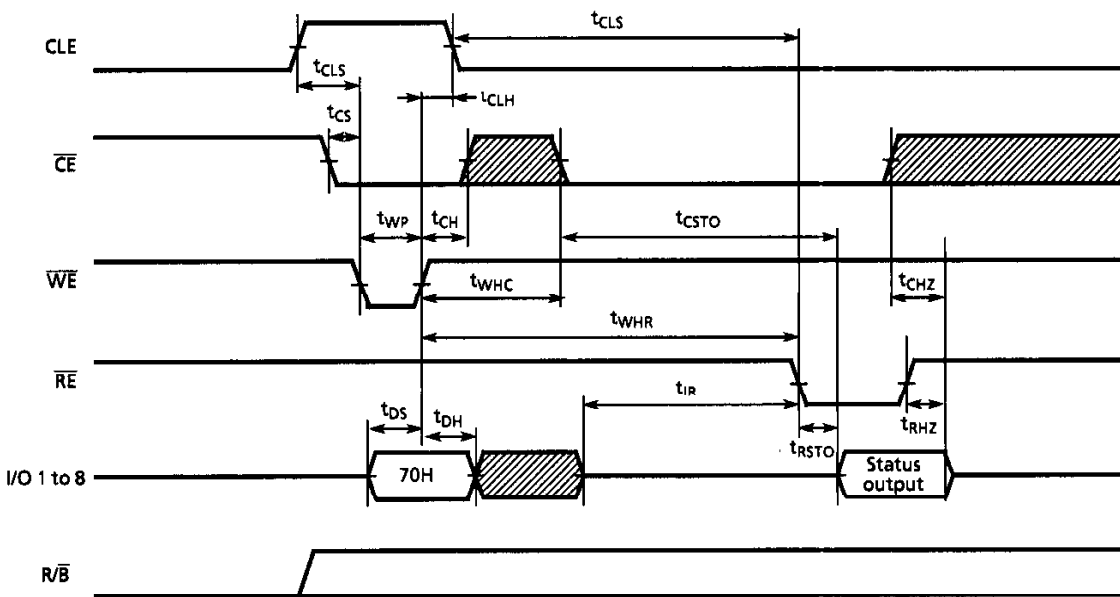 CLE
tCLS
tCLS
tCLH
tCS
CE
tCSTO
tWP
tCH
WE
tWHC
tCHZ
tWHR
RE
tIR
tDS
tDH
tRSTO
tRHZ
I/O 1 to 8
70H
Status
output
R/B